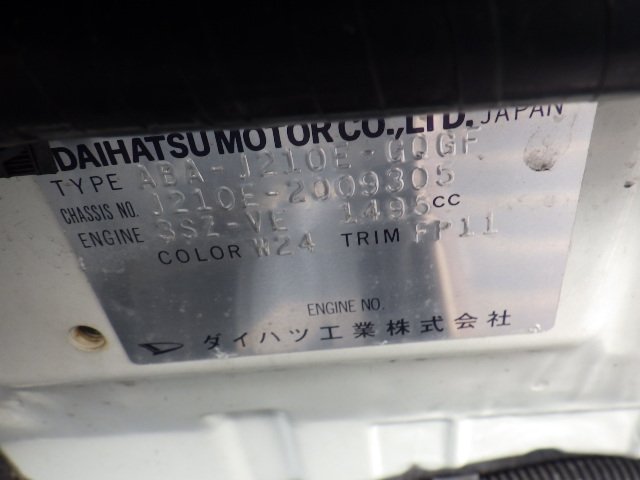 DAIHATSU MOTOR CO.,LTD. JAPAN
TYPE ABA-J210E-GQGF
CHASSIS NO. J210E-2009305
ENGINE 3SZ-VE 1495CC
COLOR W24 TRIM FP11
ENGINE NO.
ダイハツ工業株式会社